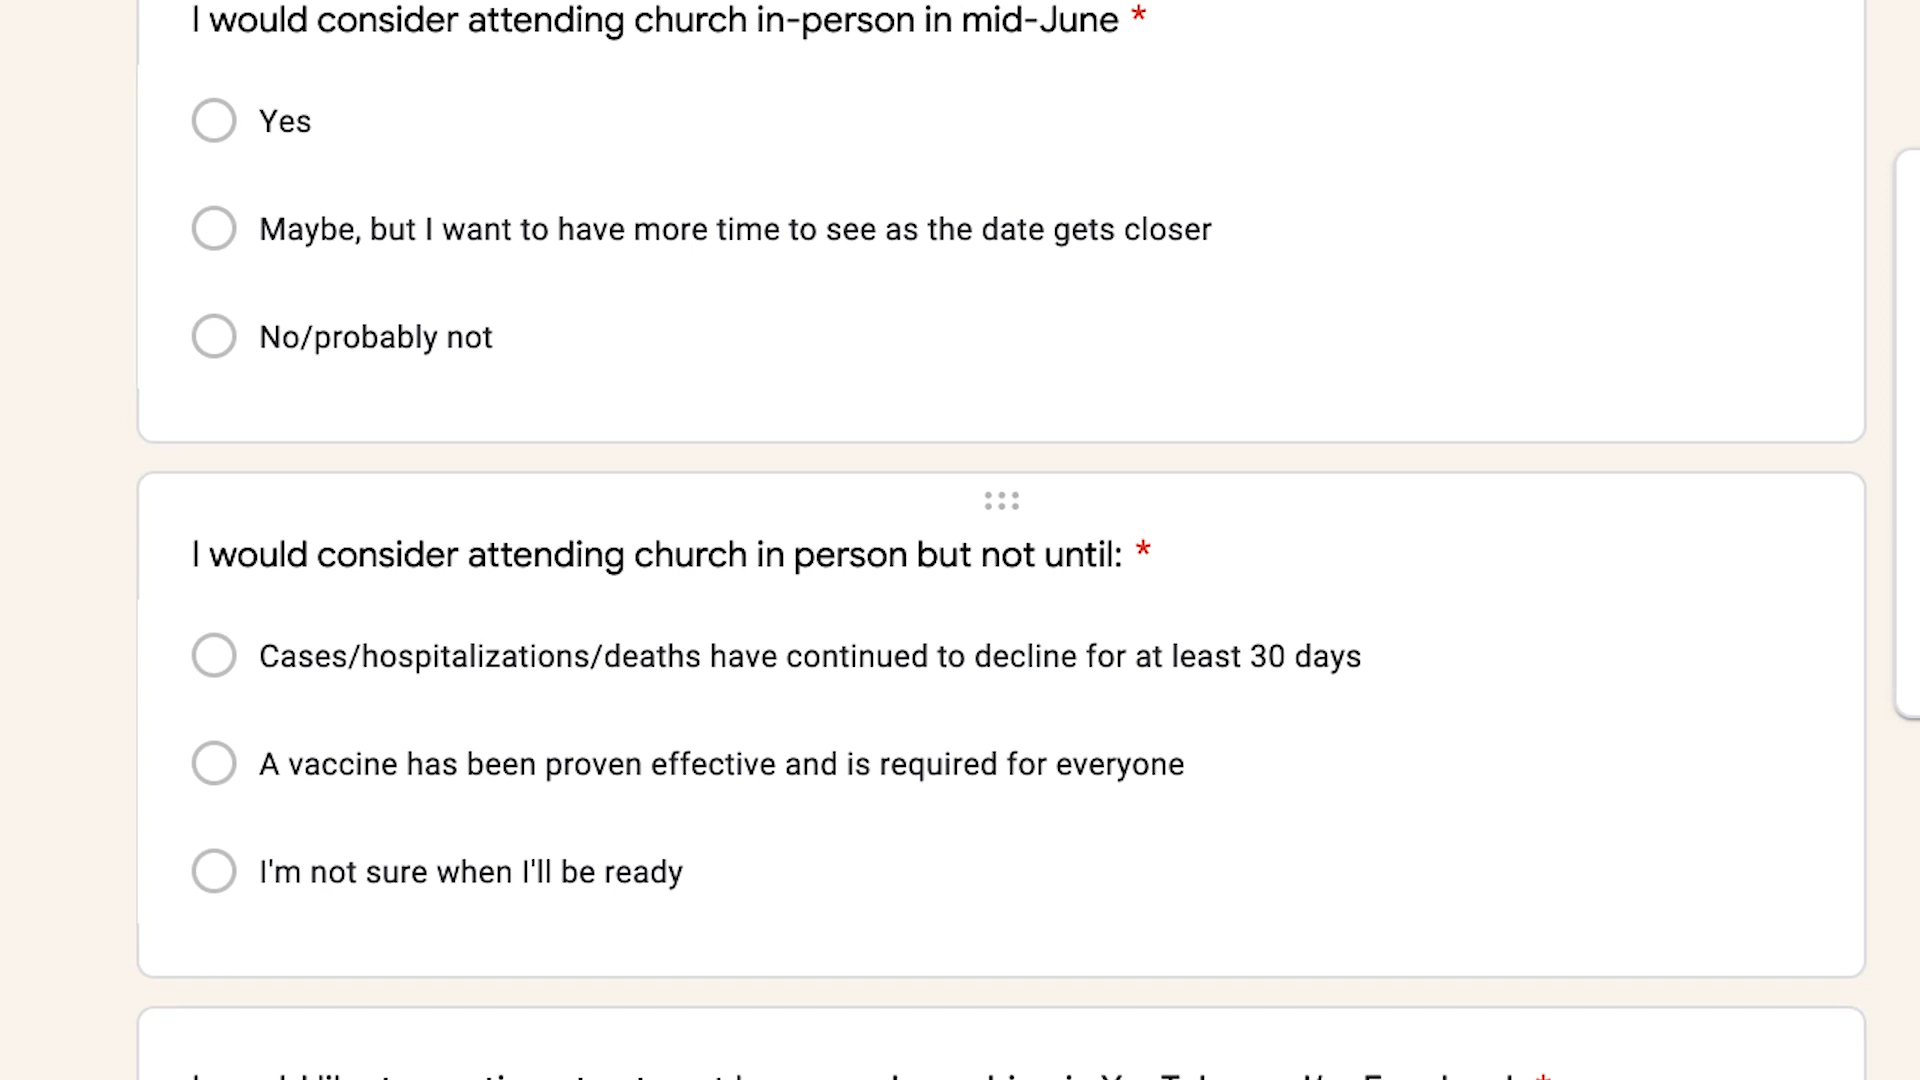 I would consider attending church in-person in mid-June *
Yes
Maybe, but I want to have more time to see as the date gets closer
No/probably not
I would consider attending church in person but not until: *
Cases/hospitalizations/deaths have continued to decline for at least 30 days
A vaccine has been proven effective and is required for everyone
I'm not sure when I'll be ready